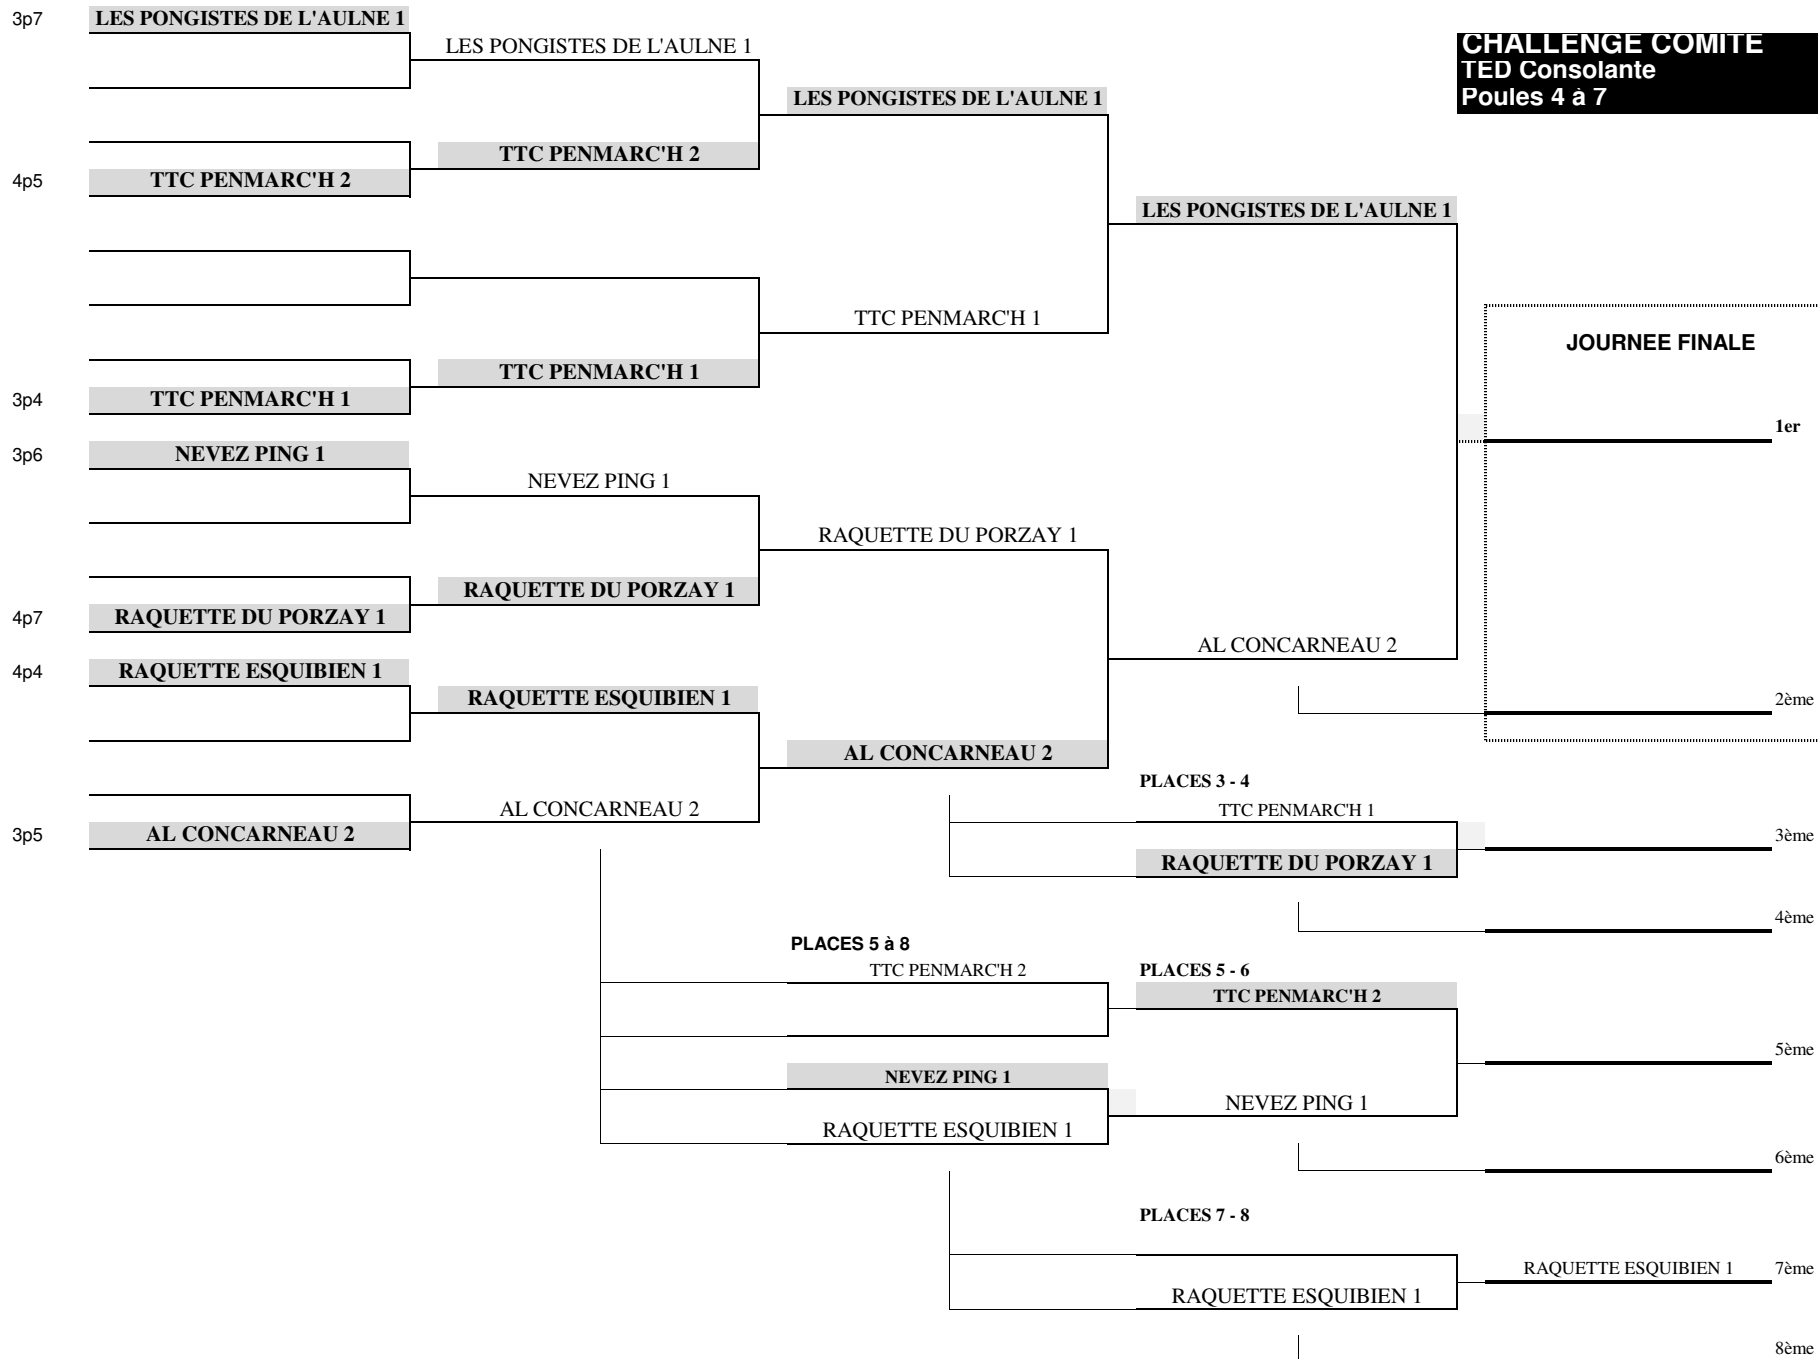 3p7
LES PONGISTES DE L'AULNE 1
LES PONGISTES DE L'AULNE 1
CHALLENGE COMITE
TED Consolante
Poules 4 à 7
LES PONGISTES DE L'AULNE 1
TTC PENMARC'H 2
4p5
TTC PENMARC'H 2
LES PONGISTES DE L'AULNE 1
TTC PENMARC'H 1
JOURNEE FINALE
TTC PENMARC'H 1
3p4
TTC PENMARC'H 1
1er
3p6
NEVEZ PING 1
NEVEZ PING 1
RAQUETTE DU PORZAY 1
RAQUETTE DU PORZAY 1
4p7
RAQUETTE DU PORZAY 1
AL CONCARNEAU 2
4p4
RAQUETTE ESQUIBIEN 1
RAQUETTE ESQUIBIEN 1
2ème
AL CONCARNEAU 2
PLACES 3 - 4
AL CONCARNEAU 2
TTC PENMARC'H 1
3p5
AL CONCARNEAU 2
3ème
RAQUETTE DU PORZAY 1
4ème
PLACES 5 à 8
TTC PENMARC'H 2
PLACES 5 - 6
TTC PENMARC'H 2
5ème
NEVEZ PING 1
NEVEZ PING 1
RAQUETTE ESQUIBIEN 1
6ème
PLACES 7 - 8
RAQUETTE ESQUIBIEN 1
7ème
RAQUETTE ESQUIBIEN 1
8ème